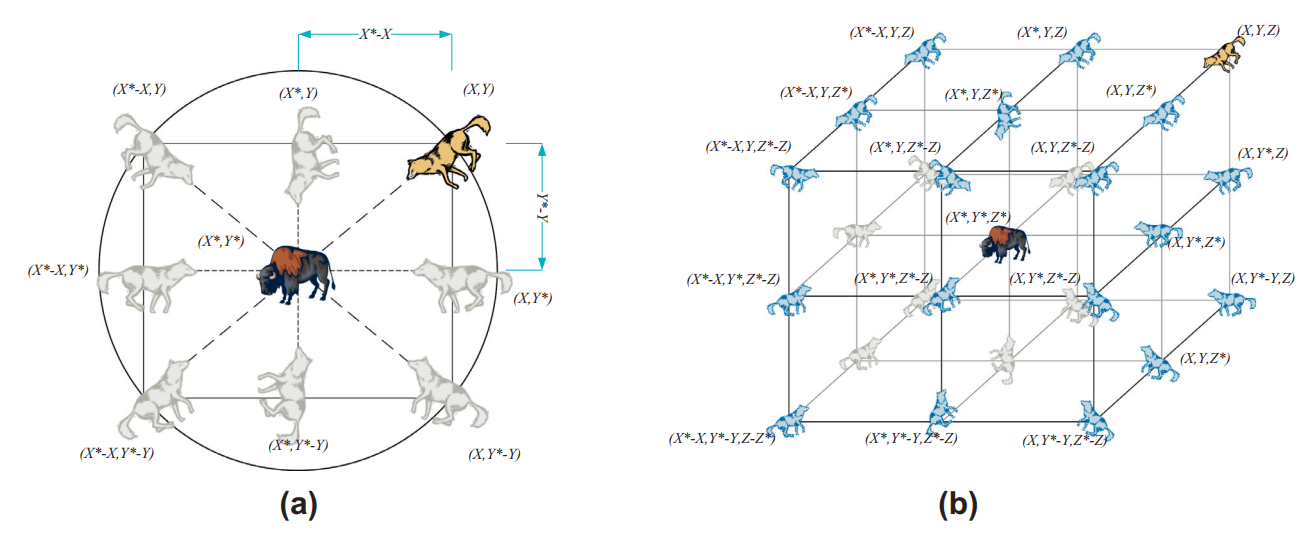 X*-X
(X*-X,Y)
(X*,Y)
(X,Y)
Y*-Y
(X*,Y*)
(X*-X,Y*)
(X,Y*)
(X*-X,Y*-Y)
(X*,Y*-Y)
(X,Y*-Y)
(a)
(X*-X,Y,Z)
(X*,Y,Z)
(X,Y,Z)
(X*-X,Y,Z*)
(X*,Y,Z*)
(X,Y,Z*)
(X*-X,Y,Z*-Z)
(X*,Y,Z*-Z)
(X,Y,Z*-Z)
(X,Y*,Z)
(X*,Y*,Z*)
(X,Y*,Z*)
(X*-X,Y*,Z*-Z)
(X*,Y*,Z*-Z)
(X,Y*,Z*-Z)
(X,Y*-Y,Z)
(X,Y,Z*)
(X*-X,Y*-Y,Z-Z*)
(X*,Y*-Y,Z*-Z)
(X,Y*-Y,Z*-Z)
(b)